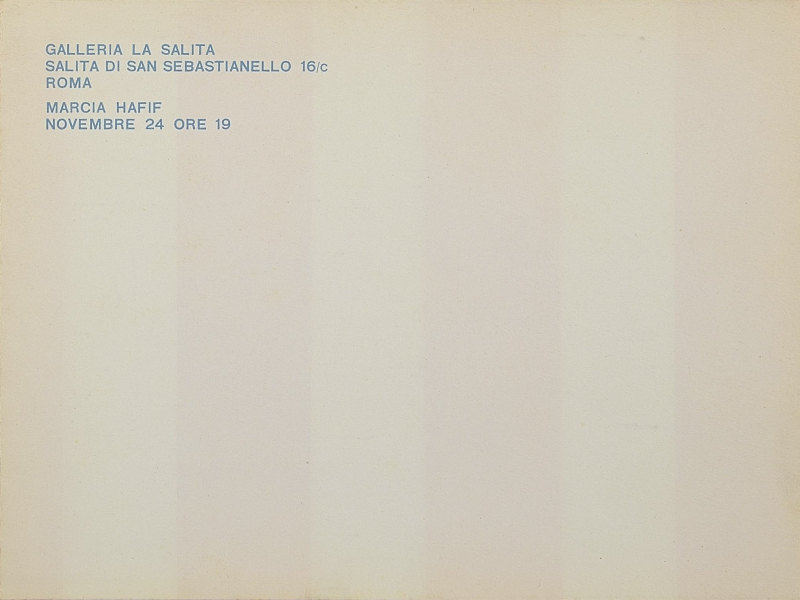 GALLERIA LA SALITA
SALITA DI SAN SEBASTIANELLO 16/c
ROMA
MARCIA HAFIF
NOVEMBRE 24 ORE 19